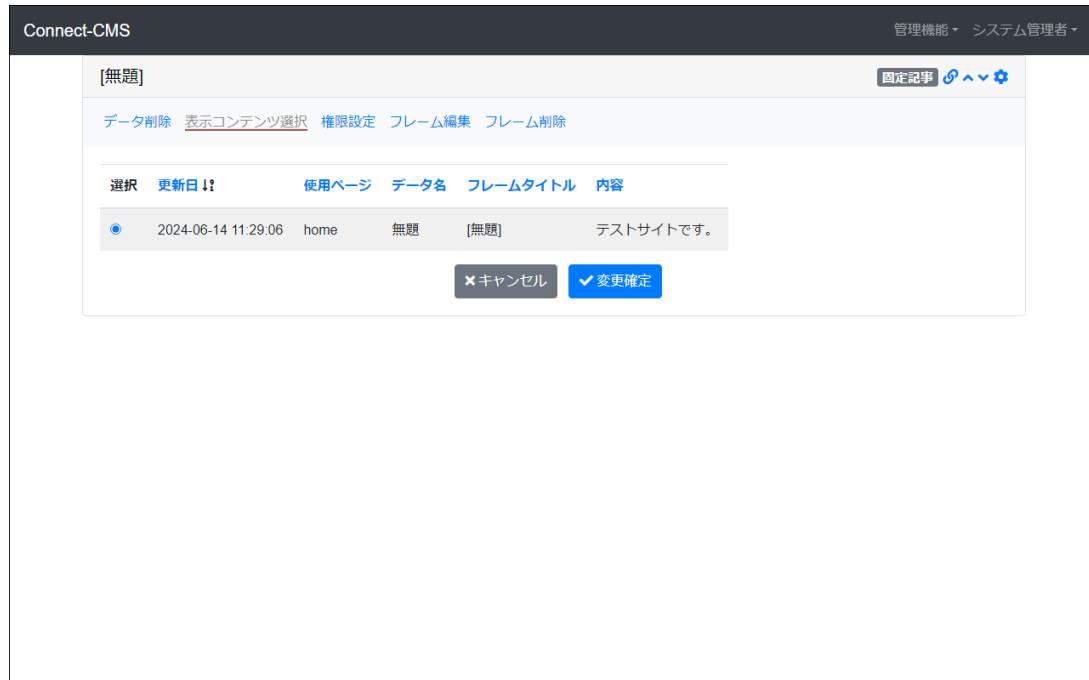 Connect-CMS 管理機能 システム管理者
[無題] 固定記事
データ削除 表示コンテンツ選択 権限設定 フレーム編集 フレーム削除
選択 更新日 使用ページ データ名 フレームタイトル 内容
2024-06-14 11:29:06 home 無題 [無題] テストサイトです。
キャンセル 変更確定